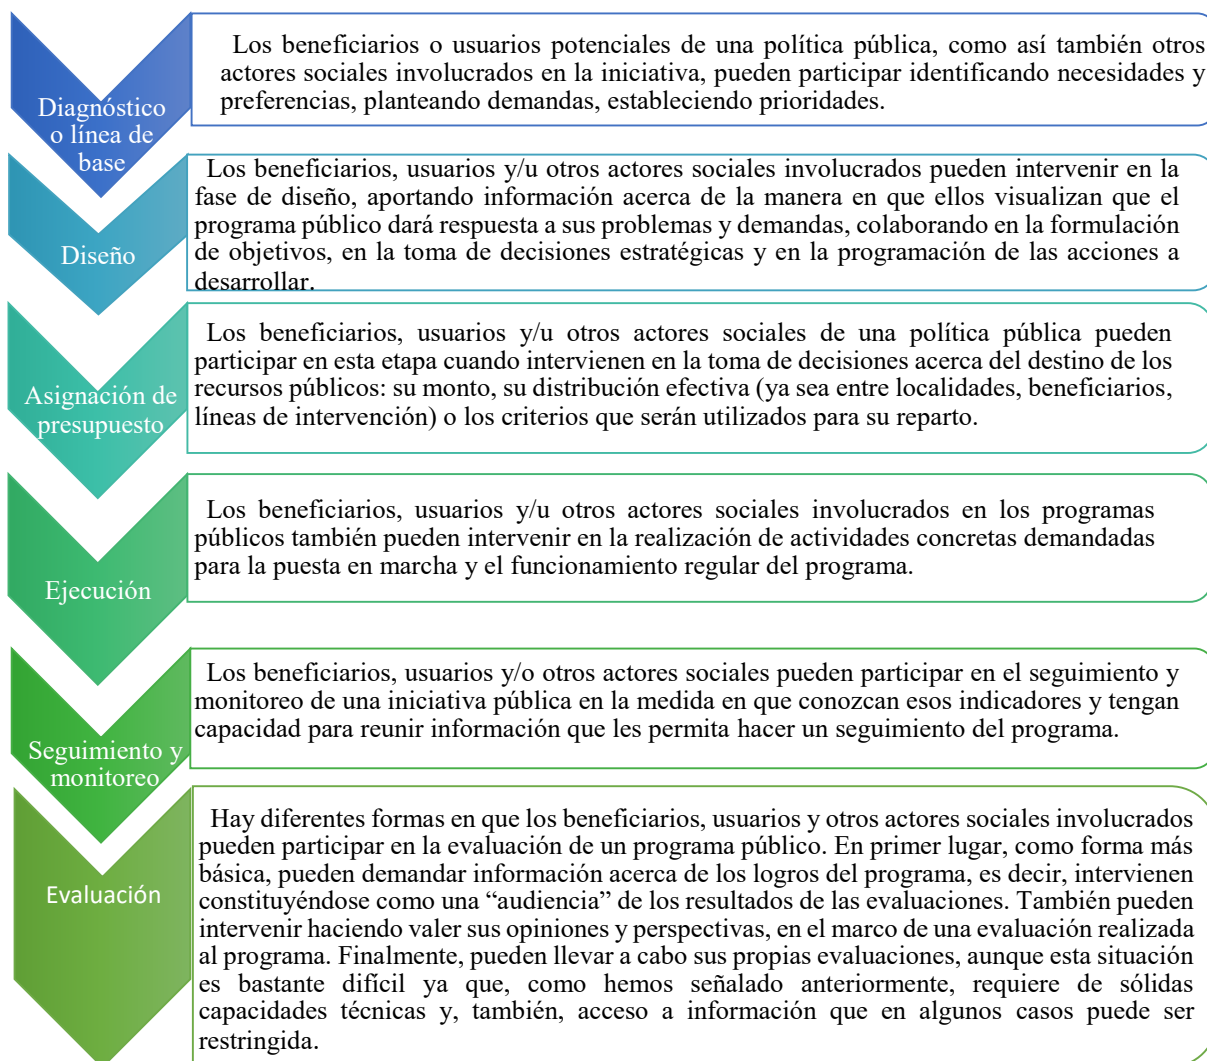 Diagnóstico
o línea de
base
Los beneficiarios o usuarios potenciales de una política pública, como así también otros
actores sociales involucrados en la iniciativa, pueden participar identificando necesidades y
preferencias, planteando demandas, estableciendo prioridades.
Diseño
Los beneficiarios, usuarios y/u otros actores sociales involucrados pueden intervenir en la
fase de diseño, aportando información acerca de la manera en que ellos visualizan que el
programa público dará respuesta a sus problemas y demandas, colaborando en la formulación
de objetivos, en la toma de decisiones estratégicas y en la programación de las acciones a
desarrollar.
Asignación de
presupuesto
Los beneficiarios, usuarios y/u otros actores sociales de una política pública pueden
participar en esta etapa cuando intervienen en la toma de decisiones acerca del destino de los
recursos públicos: su monto, su distribución efectiva (ya sea entre localidades, beneficiarios,
líneas de intervención) o los criterios que serán utilizados para su reparto.
Ejecución
Los beneficiarios, usuarios y/u otros actores sociales involucrados en los programas
públicos también pueden intervenir en la realización de actividades concretas demandadas
para la puesta en marcha y el funcionamiento regular del programa.
Seguimiento y
monitoreo
Los beneficiarios, usuarios y/o otros actores sociales pueden participar en el seguimiento y
monitoreo de una iniciativa pública en la medida en que conozcan esos indicadores y tengan
capacidad para reunir información que les permita hacer un seguimiento del programa.
Evaluación
Hay diferentes formas en que los beneficiarios, usuarios y otros actores sociales involucrados
pueden participar en la evaluación de un programa público. En primer lugar, como forma más
básica, pueden demandar información acerca de los logros del programa, es decir, intervienen
constituyéndose como una “audiencia” de los resultados de las evaluaciones. También pueden
intervenir haciendo valer sus opiniones y perspectivas, en el marco de una evaluación realizada
al programa. Finalmente, pueden llevar a cabo sus propias evaluaciones, aunque esta situación
es bastante difícil ya que, como hemos señalado anteriormente, requiere de sólidas
capacidades técnicas y, también, acceso a información que en algunos casos puede ser
restringida.